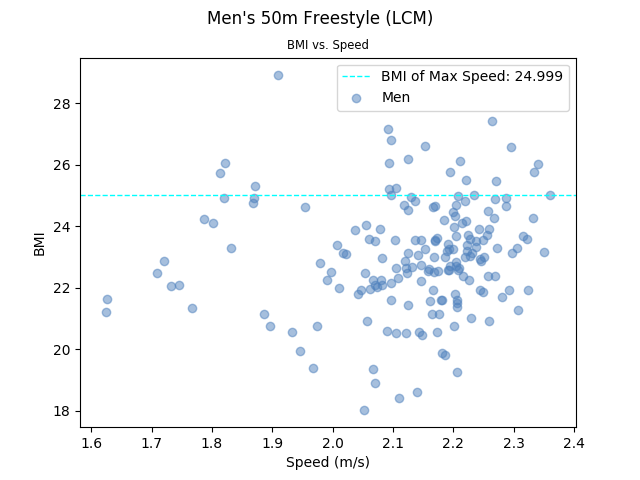 Men's 50m Freestyle (LCM)
BMI vs. Speed
BMI of Max Speed: 24.999
Men
28
26
24
22
20
18
BMI
1.6 1.7 1.8 1.9 2.0 2.1 2.2 2.3 2.4
Speed (m/s)